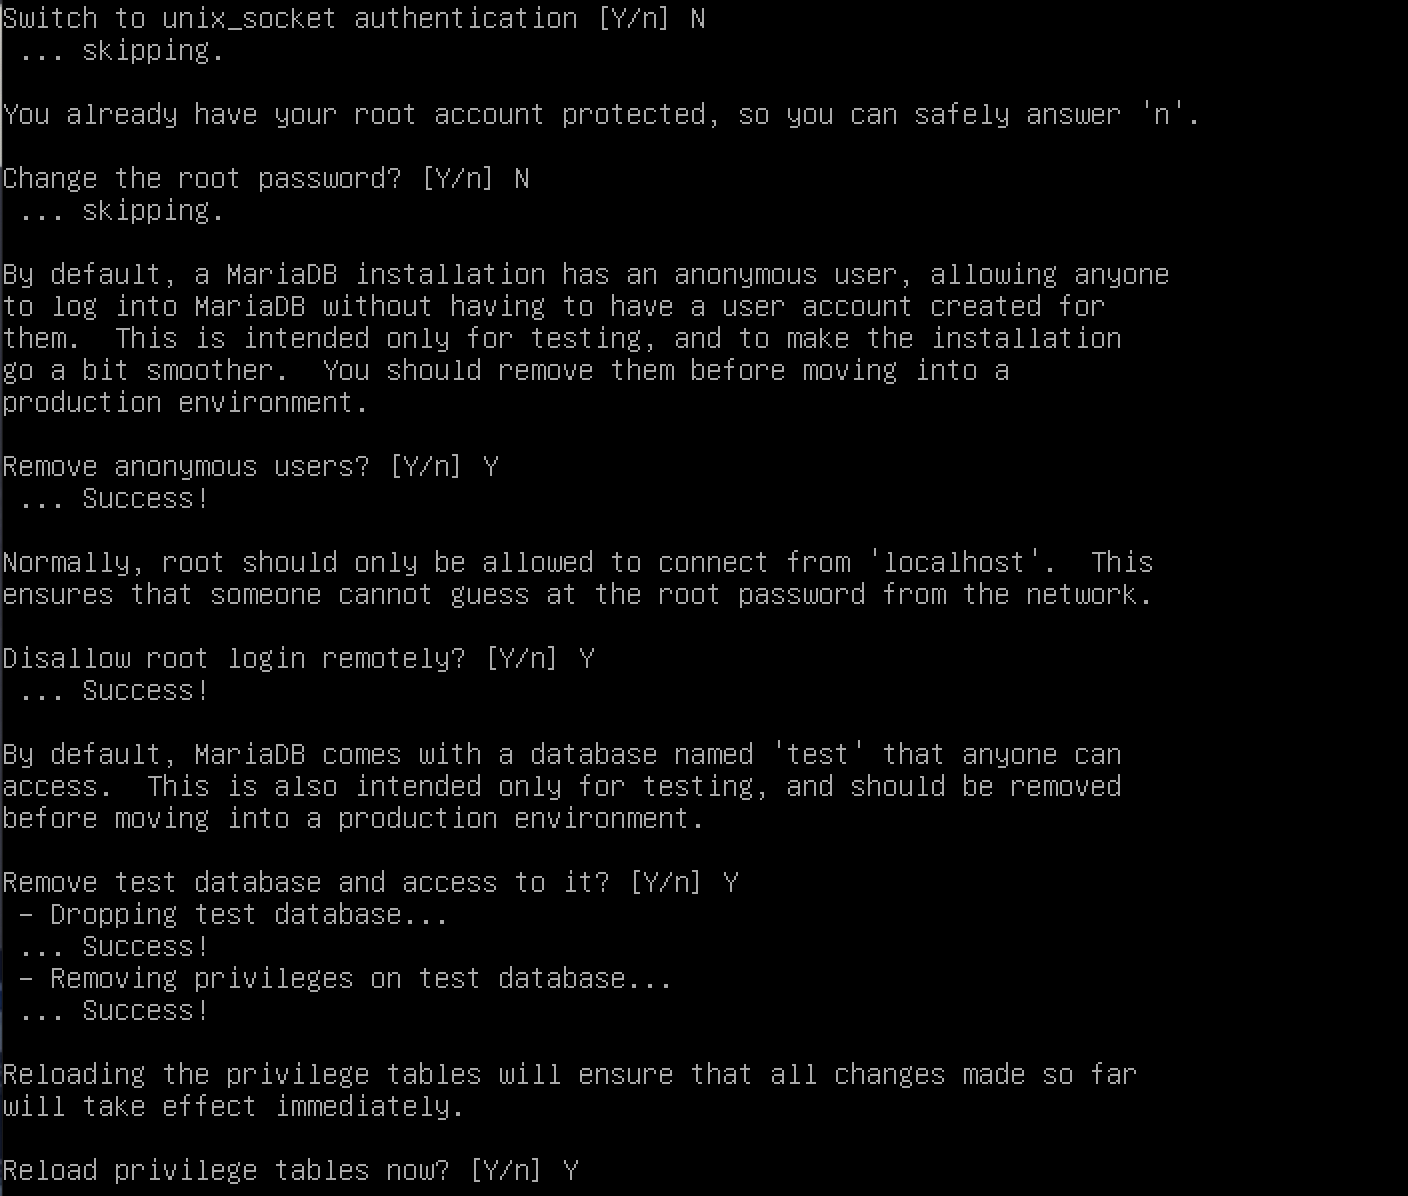 Switch to unix_socket authentication [Y/n] N
 ... skipping.
You already have your root account protected, so you can safely answer 'n'.
Change the root password? [Y/n] N
 ... skipping.
By default, a MariaDB installation has an anonymous user, allowing anyone
to log into MariaDB without having to have a user account created for
them.  This is intended only for testing, and to make the installation
go a bit smoother.  You should remove them before moving into a
production environment.
Remove anonymous users? [Y/n] Y
 ... Success!
Normally, root should only be allowed to connect from 'localhost'.  This
ensures that someone cannot guess at the root password from the network.
Disallow root login remotely? [Y/n] Y
 ... Success!
By default, MariaDB comes with a database named 'test' that anyone can
access.  This is also intended only for testing, and should be removed
before moving into a production environment.
Remove test database and access to it? [Y/n] Y
 - Dropping test database...
 ... Success!
 - Removing privileges on test database...
 ... Success!
Reloading the privilege tables will ensure that all changes made so far
will take effect immediately.
Reload privilege tables now? [Y/n] Y